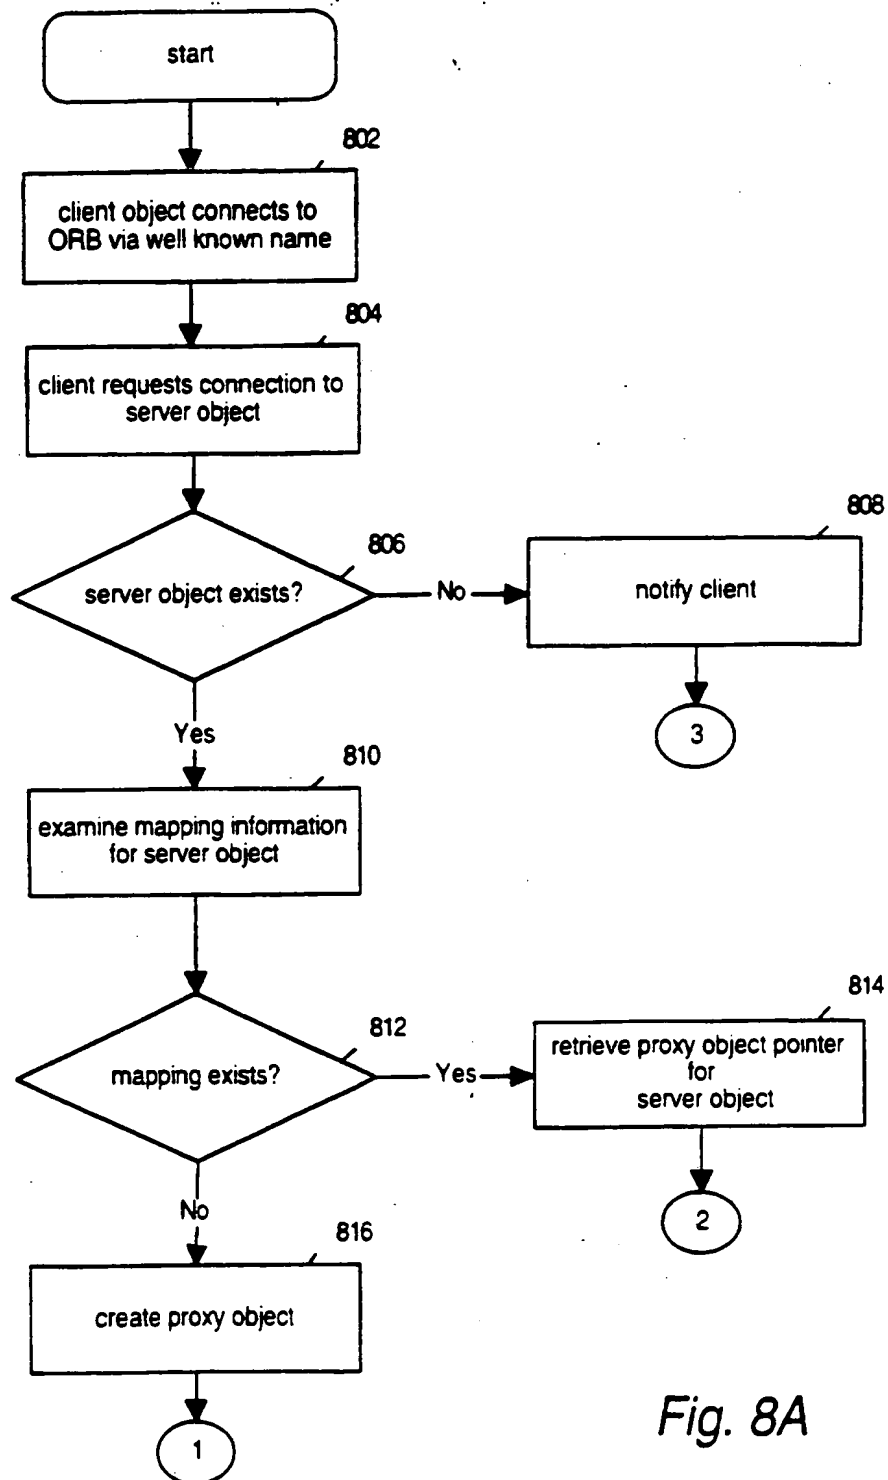 start
802
client object connects to
ORB via well known name
804
client requests connection to
server object
806
server object exists?
No
808
notify client
3
Yes
810
examine mapping information
for server object
812
mapping exists?
Yes
814
retrieve proxy object pointer
for
server object
2
No
816
create proxy object
1
Fig. 8A